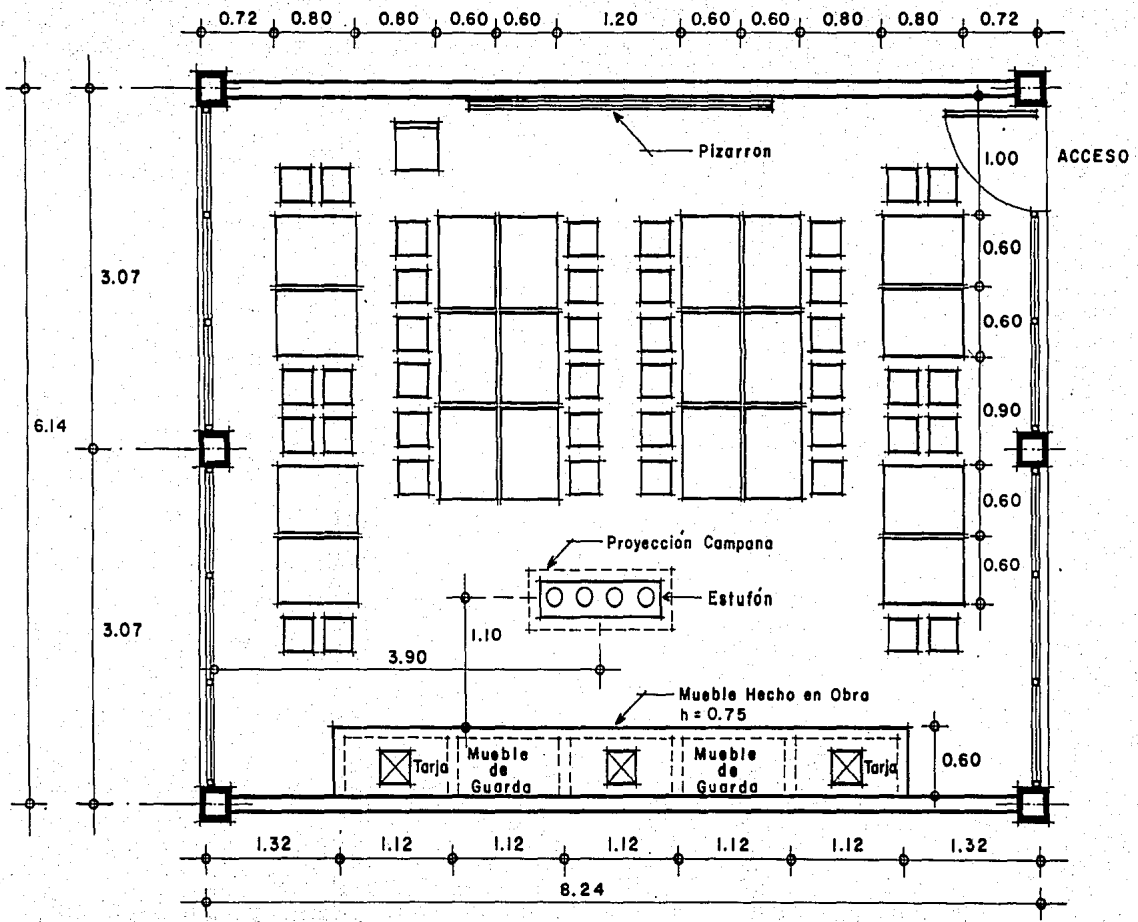 0.72 0.80 0.80 0.60 0.60 1.20 0.60 0.60 0.80 0.80 0.72
Pizarron
1.00
ACCESO
0.60
3.07
0.60
6.14
0.90
0.60
Proyección Campana
0.60
Estufón
3.07
1.10
3.90
Mueble Hecho en Obra
h = 0.75
Tarja
Mueble
de
Guarda
Mueble
de
Guarda
Tarja
0.60
1.32 1.12 1.12 1.12 1.12 1.12 1.32
8.24